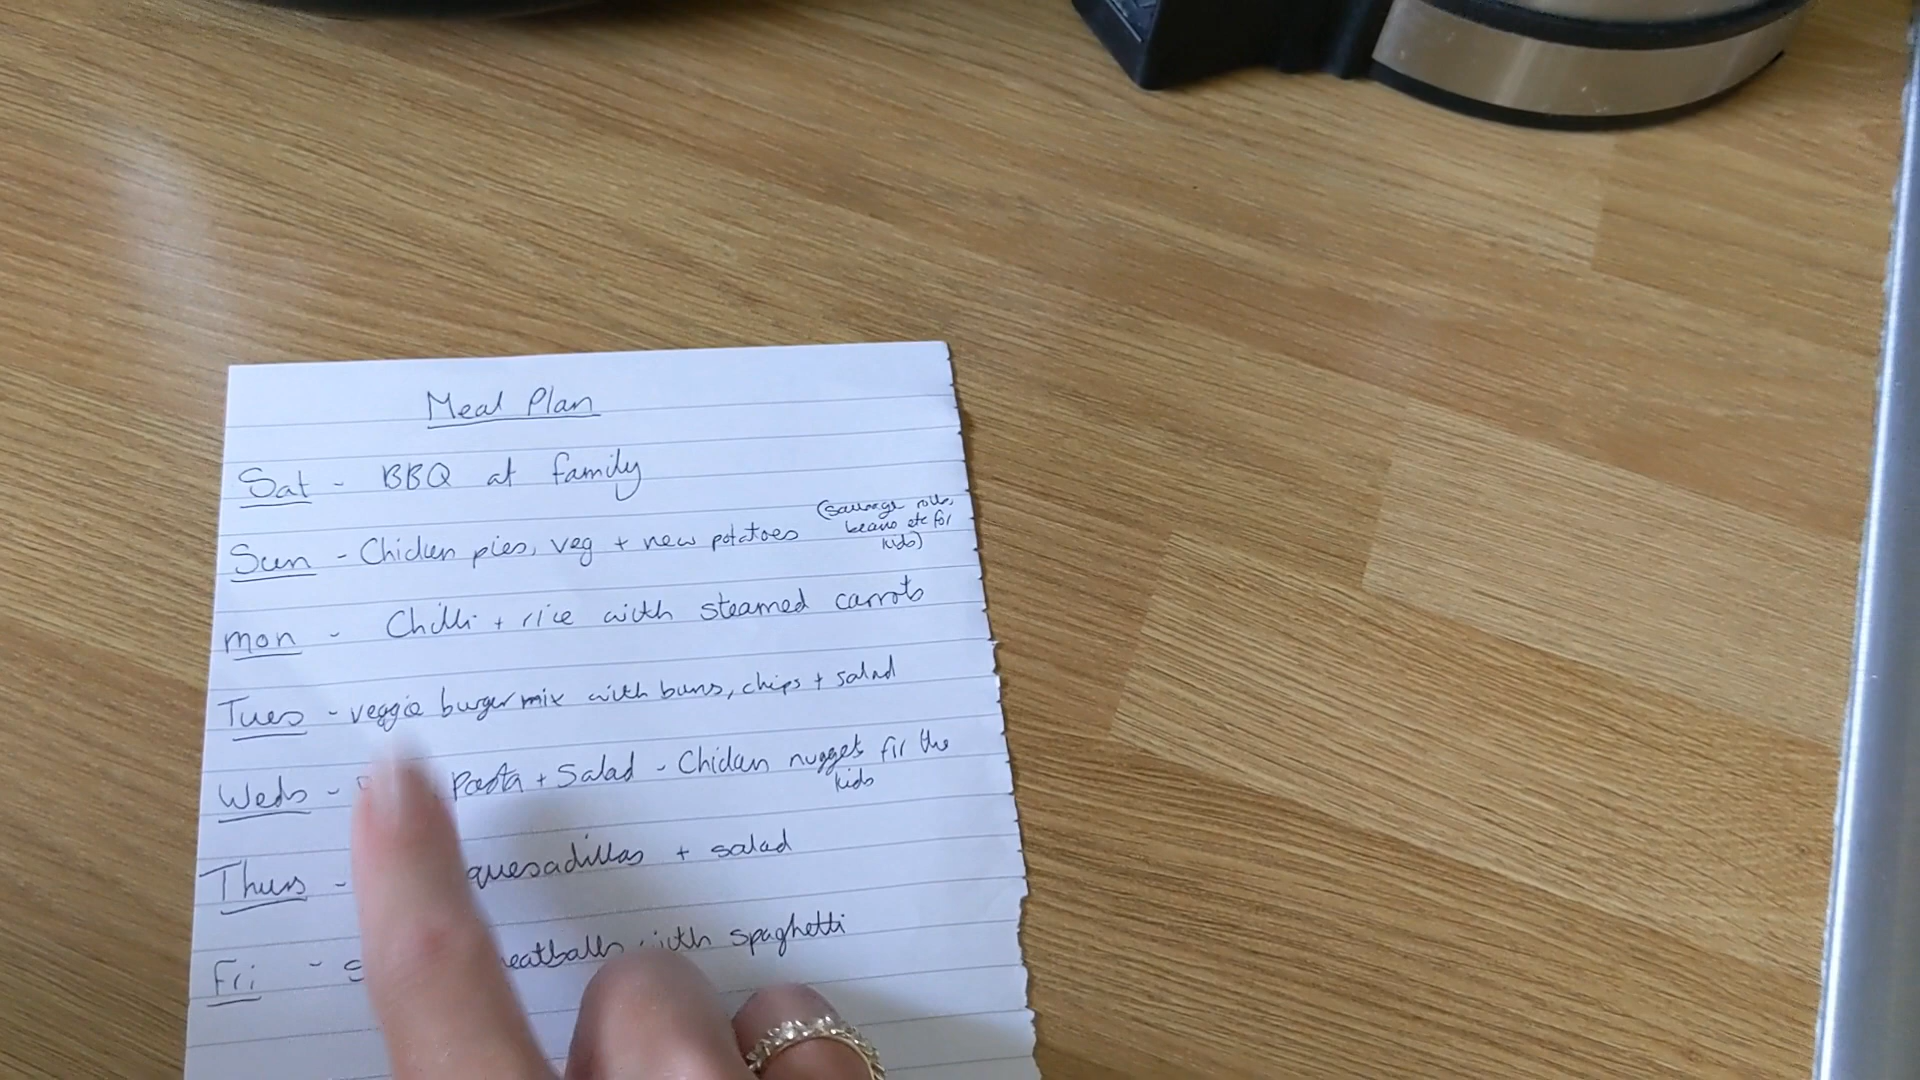 Meal Plan
Sat - BBQ at family
Sun - Chicken pies, veg + new potatoes (sausage rolls,
beans etc for
kids)
Mon - Chilli + rice with steamed carrots
Tues - veggie burger mix with buns, chips + salad
Weds - Pasta + Salad - Chicken nugget for the
kids
Thurs - quesadillas + salad
Fri - with spaghetti